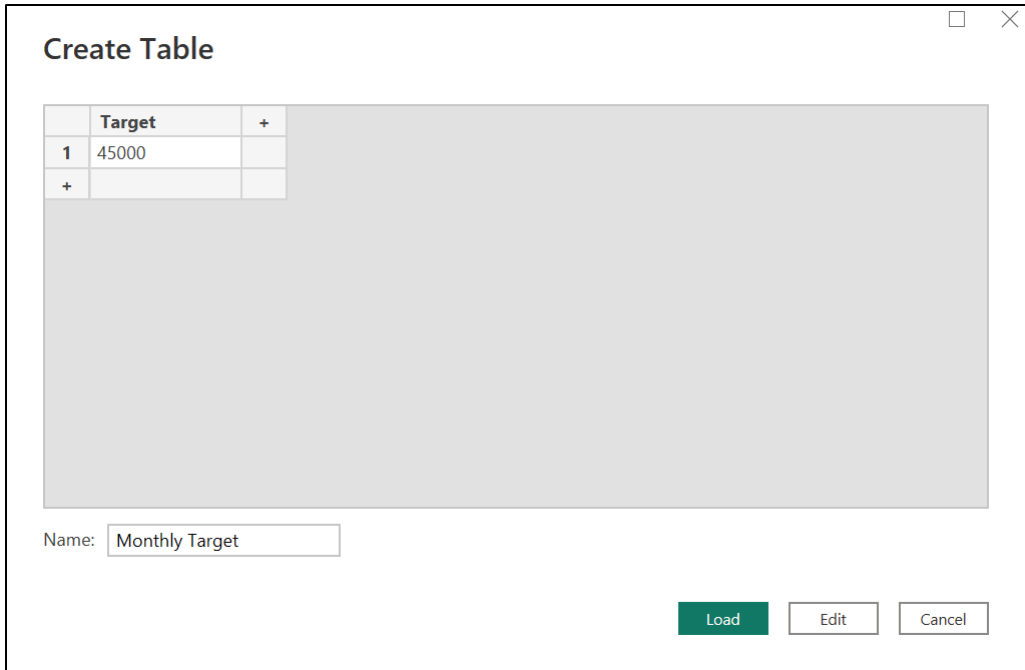 Create Table
Target +
1 45000
+
Name: Monthly Target
Load Edit Cancel